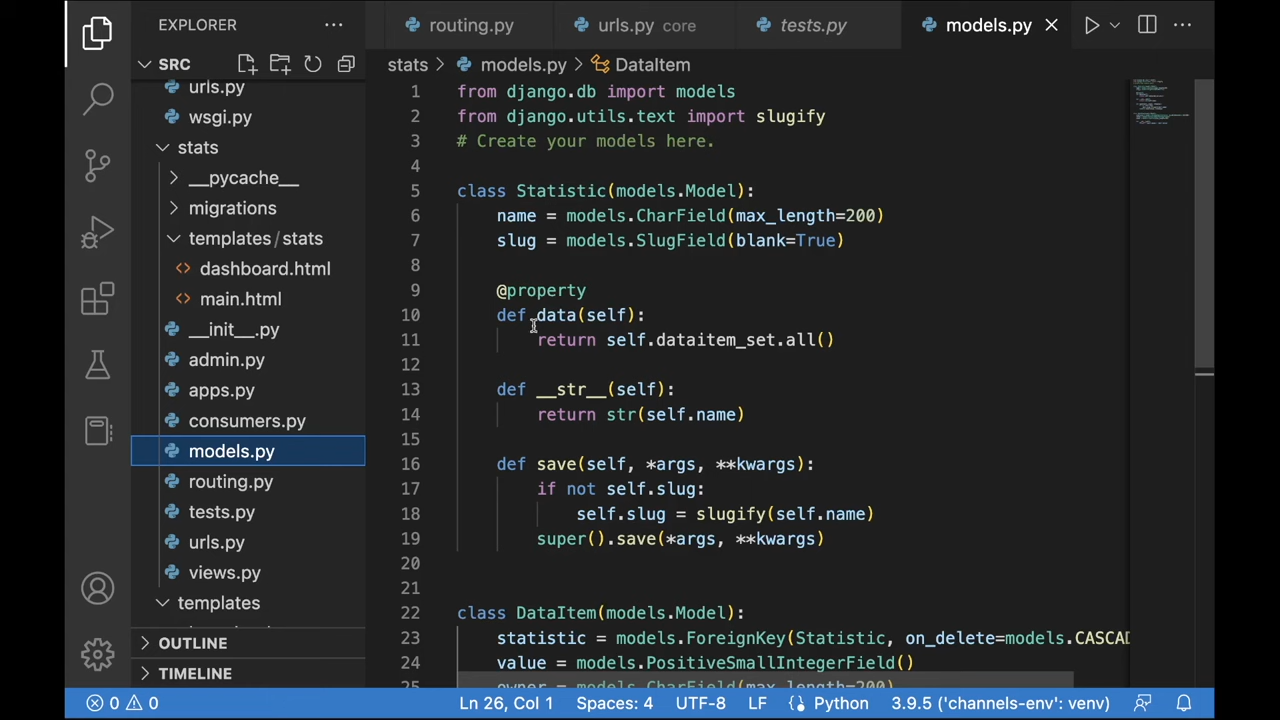 EXPLORER
···
routing.py
urls.py core
tests.py
models.py
···
SRC
stats > models.py > DataItem
urls.py
wsgi.py
stats
__pycache__
migrations
templates/stats
dashboard.html
main.html
__init__.py
admin.py
apps.py
consumers.py
models.py
routing.py
tests.py
urls.py
views.py
templates
OUTLINE
TIMELINE
1 from django.db import models
2 from django.utils.text import slugify
3 # Create your models here.
4
5 class Statistic(models.Model):
6 name = models.CharField(max_length=200)
7 slug = models.SlugField(blank=True)
8
9 @property
10 def data(self):
11 return self.dataitem_set.all()
12
13 def __str__(self):
14 return str(self.name)
15
16 def save(self, *args, **kwargs):
17 if not self.slug:
18 self.slug = slugify(self.name)
19 super().save(*args, **kwargs)
20
21
22 class DataItem(models.Model):
23 statistic = models.ForeignKey(Statistic, on_delete=models.CASCAD
24 value = models.PositiveSmallIntegerField()
25 owner = models.CharField(max_length=200)
0 0 Ln 26, Col 1 Spaces: 4 UTF-8 LF Python 3.9.5 ('channels-env': venv)